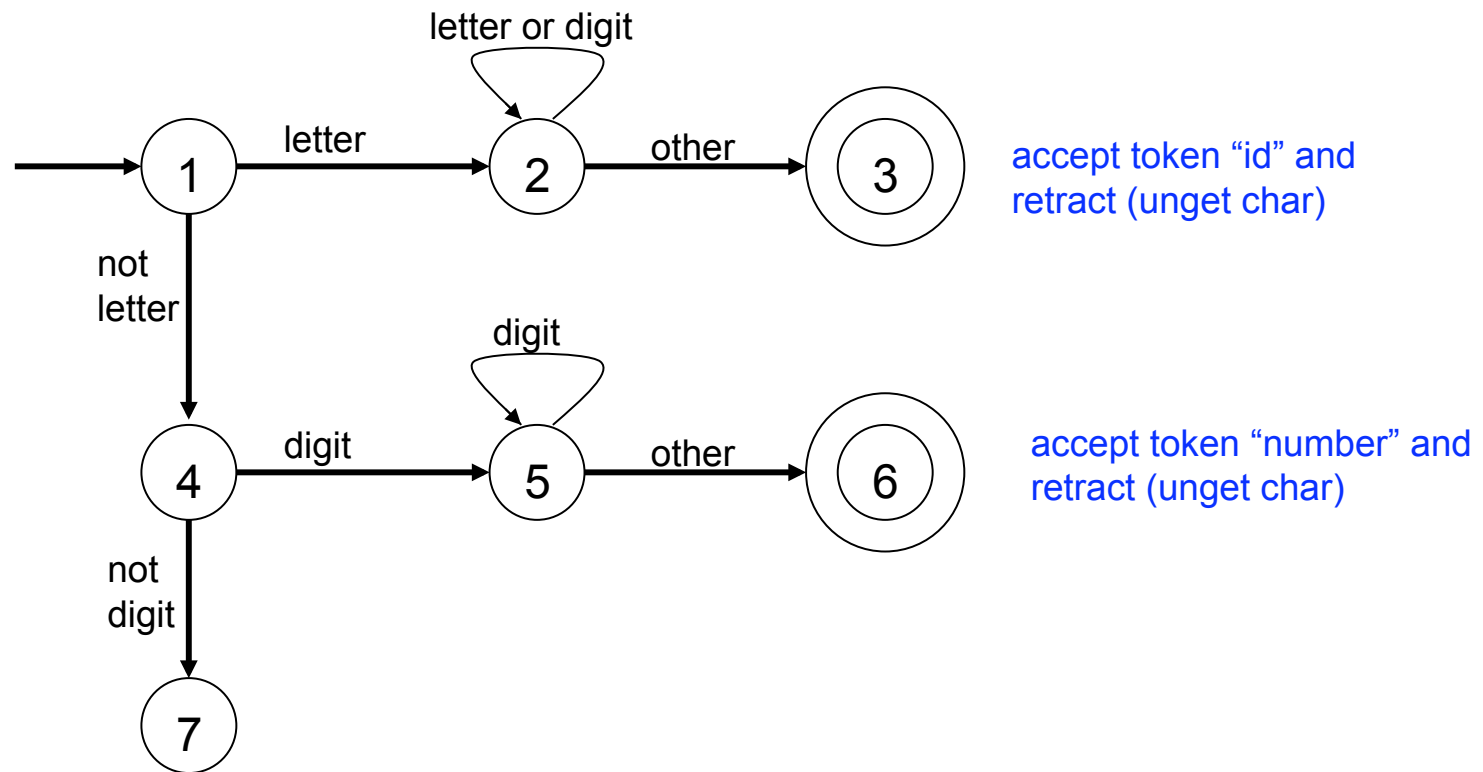 letter or digit
1
letter
2
other
3
accept token “id” and
retract (unget char)
not
letter
digit
4
digit
5
other
6
accept token “number” and
retract (unget char)
not
digit
7